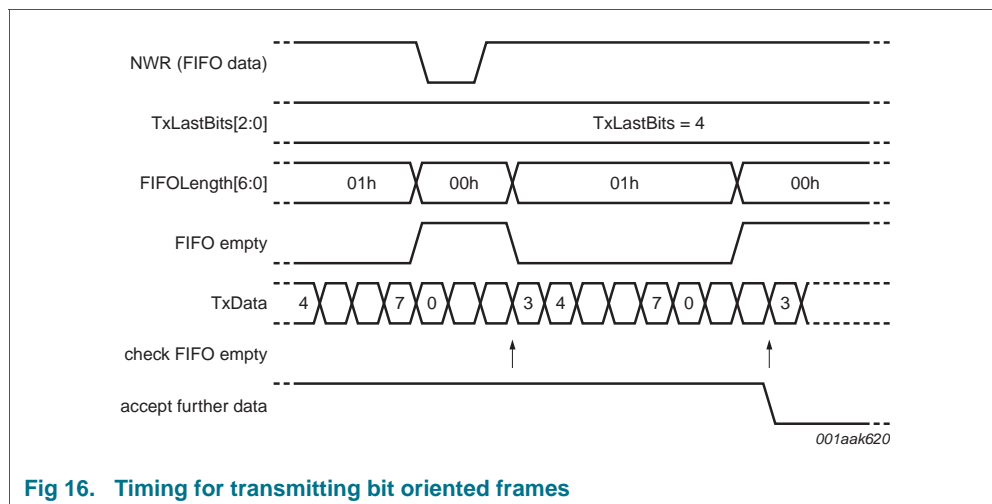 NWR (FIFO data)
TxLastBits[2:0] TxLastBits = 4
FIFOLength[6:0] 01h 00h 01h 00h
FIFO empty
TxData 4 7 0 3 4 7 0 3
check FIFO empty
accept further data
001aak620
Fig 16. Timing for transmitting bit oriented frames